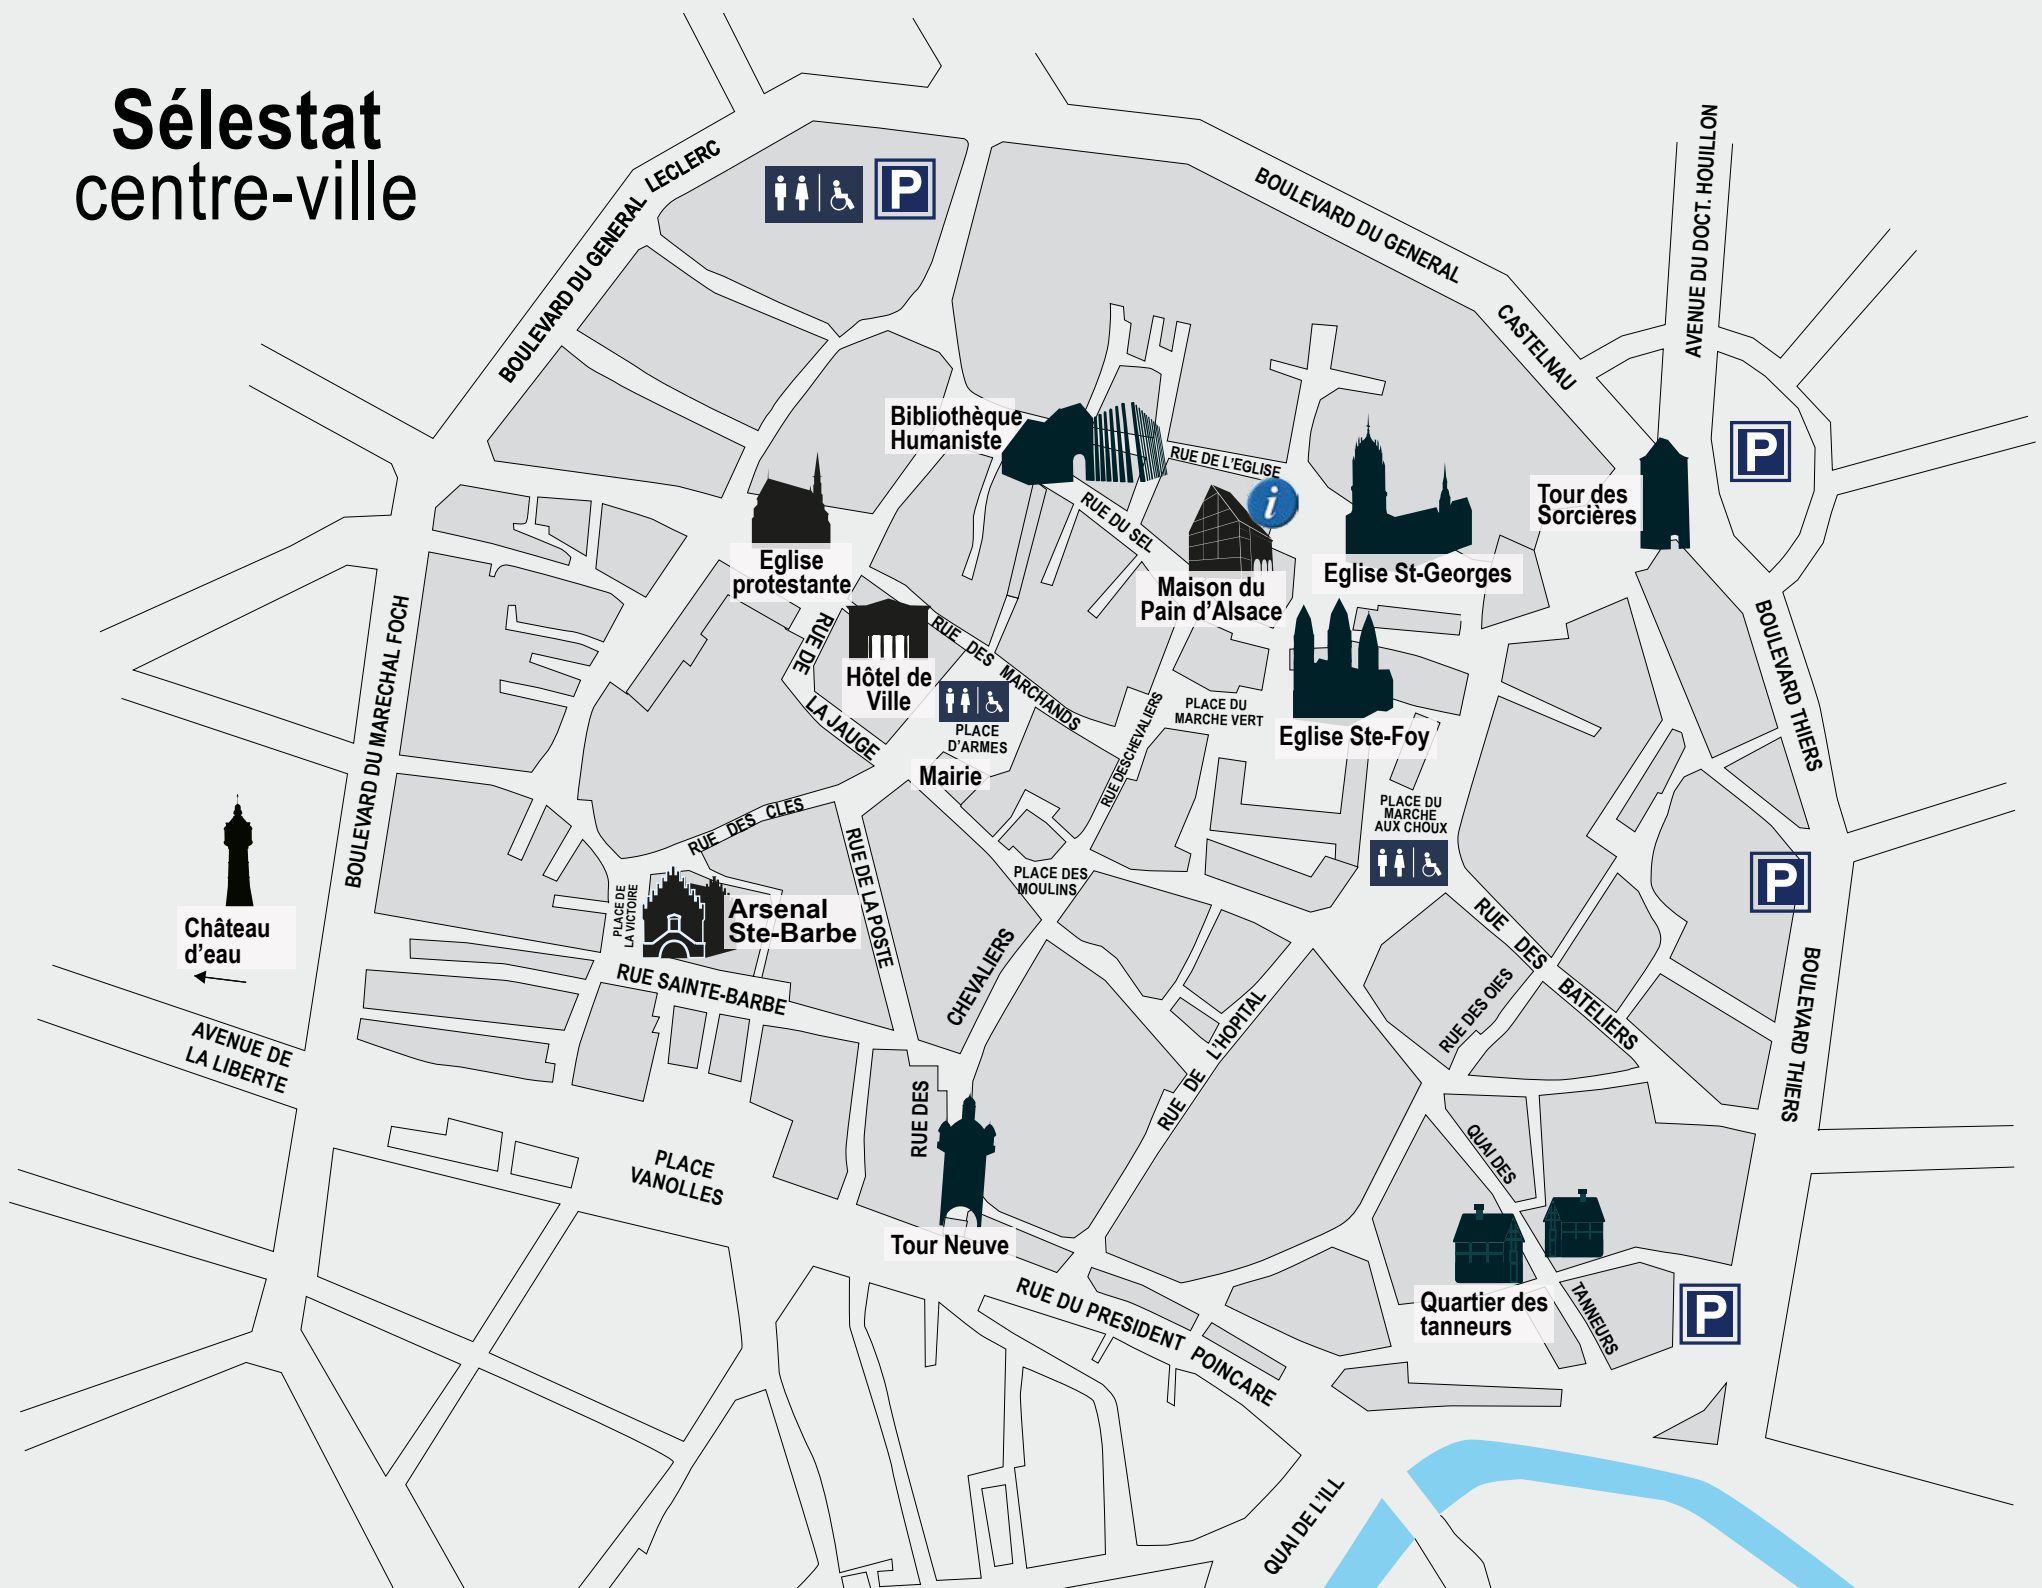 Sélestat
centre-ville
BOULEVARD DU GENERAL LECLERC
P
BOULEVARD DU GENERAL
CASTELNAU
AVENUE DU DOCT. HOUILLON
P
Bibliothèque
Humaniste
RUE DE L'EGLISE
i
RUE DU SEL
Tour des
Sorcières
Eglise
protestante
Eglise St-Georges
Maison du
Pain d'Alsace
BOULEVARD THIERS
BOULEVARD DU MARECHAL FOCH
RUE DE
LA JAUGE
RUE DES MARCHANDS
Hôtel de
Ville
PLACE
D'ARMES
Mairie
RUE DESCHEVALIERS
PLACE DU
MARCHE VERT
Eglise Ste-Foy
PLACE DU
MARCHE
AUX CHOUX
RUE DES CLES
RUE DE LA POSTE
PLACE DES
MOULINS
P
Château
d'eau
PLACE DE
LA VICTOIRE
Arsenal
Ste-Barbe
RUE SAINTE-BARBE
CHEVALIERS
RUE DES
RUE DES BATELIERS
RUE DES OIES
BOULEVARD THIERS
AVENUE DE
LA LIBERTE
RUE DE L'HOPITAL
PLACE
VANOLLES
QUAI DES
TANNEURS
Tour Neuve
Quartier des
tanneurs
P
RUE DU PRESIDENT POINCARE
QUAI DE L'ILL